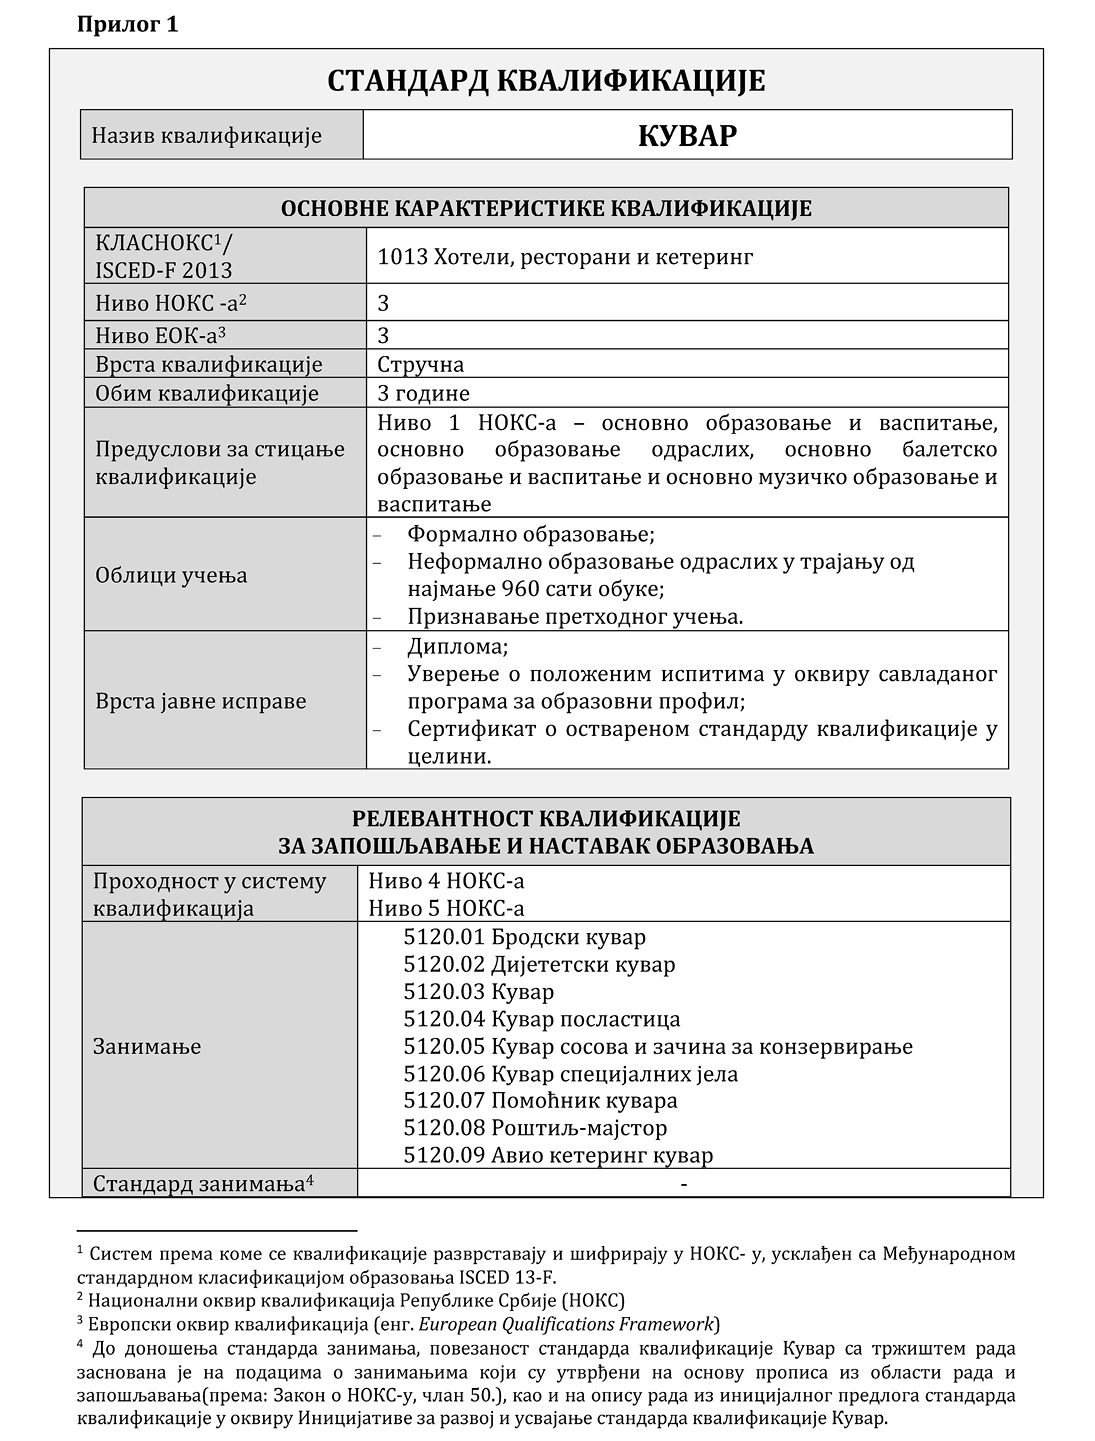 Прилог 1
СТАНДАРД КВАЛИФИКАЦИЈЕ
Назив квалификације
КУВАР
ОСНОВНЕ КАРАКТЕРИСТИКЕ КВАЛИФИКАЦИЈЕ
КЛАСНОКС¹/
ISCED-F 2013
1013 Хотели, ресторани и кетеринг
Ниво НОКС -а²
3
Ниво ЕОК-а³
3
Врста квалификације
Стручна
Обим квалификације
3 године
Предуслови за стицање
квалификације
Ниво 1 НОКС-а – основно образовање и васпитање,
основно образовање одраслих, основно балетско
образовање и васпитање и основно музичко образовање и
васпитање
Облици учења
– Формално образовање;
– Неформално образовање одраслих у трајању од
најмање 960 сати обуке;
– Признавање претходног учења.
Врста јавне исправе
– Диплома;
– Уверење о положеним испитима у оквиру савладаног
програма за образовни профил;
– Сертификат о оствареном стандарду квалификације у
целини.
РЕЛЕВАНТНОСТ КВАЛИФИКАЦИЈЕ
ЗА ЗАПОШЉАВАЊЕ И НАСТАВАК ОБРАЗОВАЊА
Проходност у систему
квалификација
Ниво 4 НОКС-а
Ниво 5 НОКС-а
Занимање
5120.01 Бродски кувар
5120.02 Дијететски кувар
5120.03 Кувар
5120.04 Кувар посластица
5120.05 Кувар сосова и зачина за конзервирање
5120.06 Кувар специјалних јела
5120.07 Помоћник кувара
5120.08 Роштиљ-мајстор
5120.09 Авио кетеринг кувар
Стандард занимања⁴
-
¹ Систем према коме се квалификације разврставају и шифрирају у НОКС- у, усклађен са Међународном
стандардном класификацијом образовања ISCED 13-F.
² Национални оквир квалификација Републике Србије (НОКС)
³ Европски оквир квалификација (енг. European Qualifications Framework)
⁴ До доношења стандарда занимања, повезаност стандарда квалификације Кувар са тржиштем рада
заснована је на подацима о занимањима који су утврђени на основу прописа из области рада и
запошљавања(према: Закон о НОКС-у, члан 50.), као и на опису рада из иницијалног предлога стандарда
квалификације у оквиру Иницијативе за развој и усвајање стандарда квалификације Кувар.